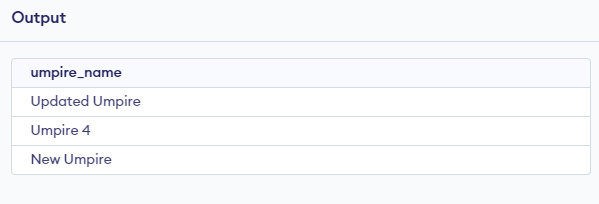 Output
umpire_name
Updated Umpire
Umpire 4
New Umpire